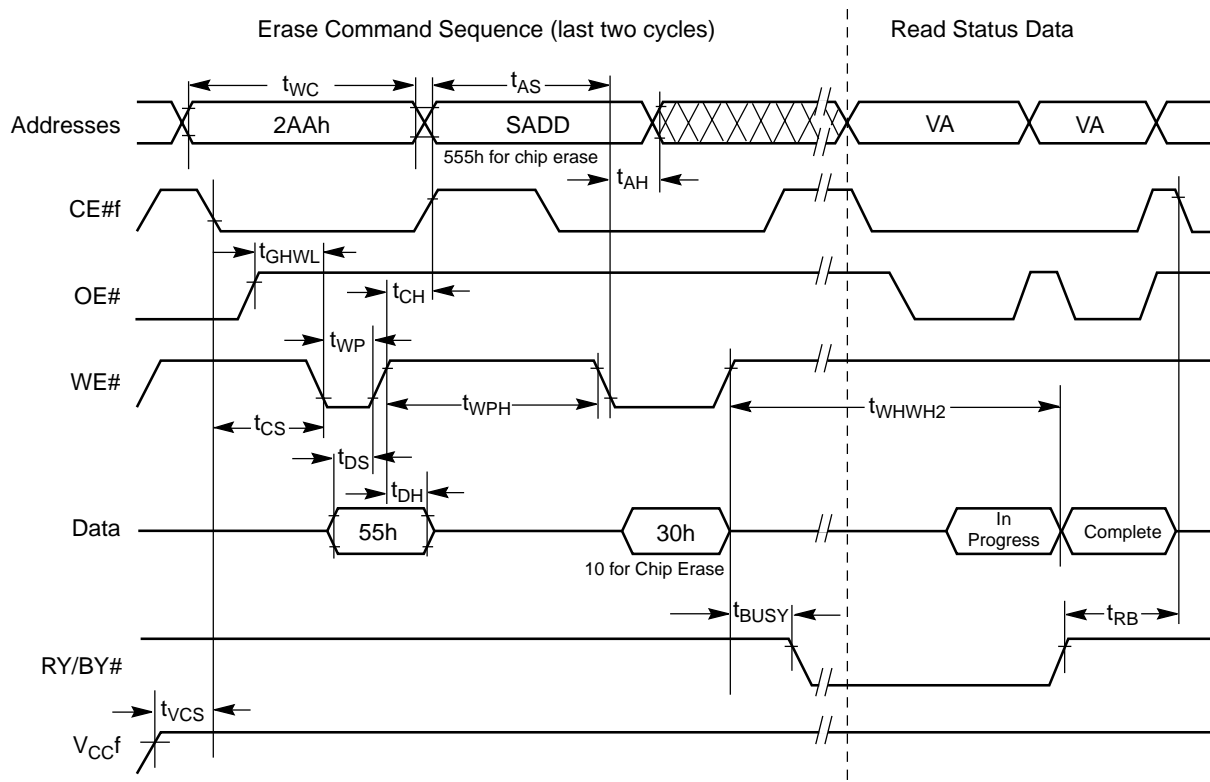 Erase Command Sequence (last two cycles)
Read Status Data
tWC
tAS
Addresses
2AAh
SADD
VA
VA
555h for chip erase
tAH
CE#f
tGHWL
OE#
tCH
tWP
WE#
tWPH
tWHWH2
tCS
tDS
tDH
Data
55h
30h
In
Progress
Complete
10 for Chip Erase
tBUSY
tRB
RY/BY#
tVCS
VCCf